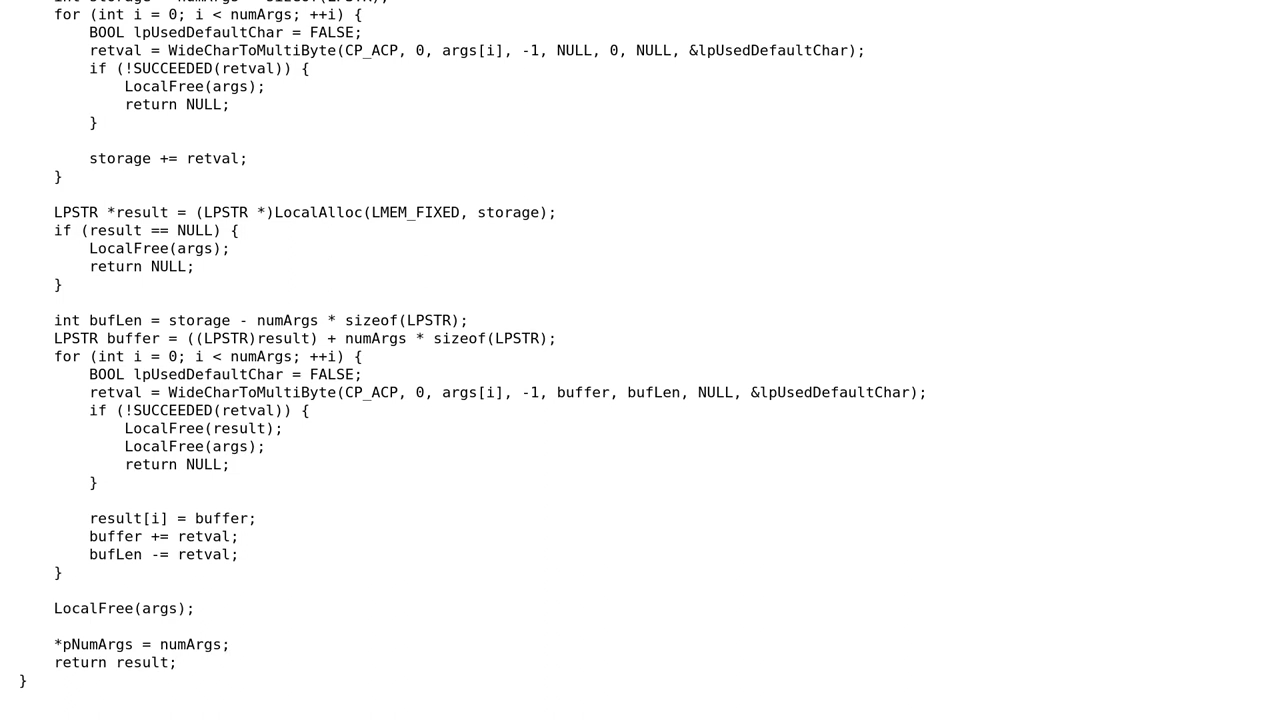 for (int i = 0; i < numArgs; ++i) {
BOOL lpUsedDefaultChar = FALSE;
retval = WideCharToMultiByte(CP_ACP, 0, args[i], -1, NULL, 0, NULL, &lpUsedDefaultChar);
if (!SUCCEEDED(retval)) {
LocalFree(args);
return NULL;
}
storage += retval;
}
LPSTR *result = (LPSTR *)LocalAlloc(LMEM_FIXED, storage);
if (result == NULL) {
LocalFree(args);
return NULL;
}
int bufLen = storage - numArgs * sizeof(LPSTR);
LPSTR buffer = ((LPSTR)result) + numArgs * sizeof(LPSTR);
for (int i = 0; i < numArgs; ++i) {
BOOL lpUsedDefaultChar = FALSE;
retval = WideCharToMultiByte(CP_ACP, 0, args[i], -1, buffer, bufLen, NULL, &lpUsedDefaultChar);
if (!SUCCEEDED(retval)) {
LocalFree(result);
LocalFree(args);
return NULL;
}
result[i] = buffer;
buffer += retval;
bufLen -= retval;
}
LocalFree(args);
*pNumArgs = numArgs;
return result;
}